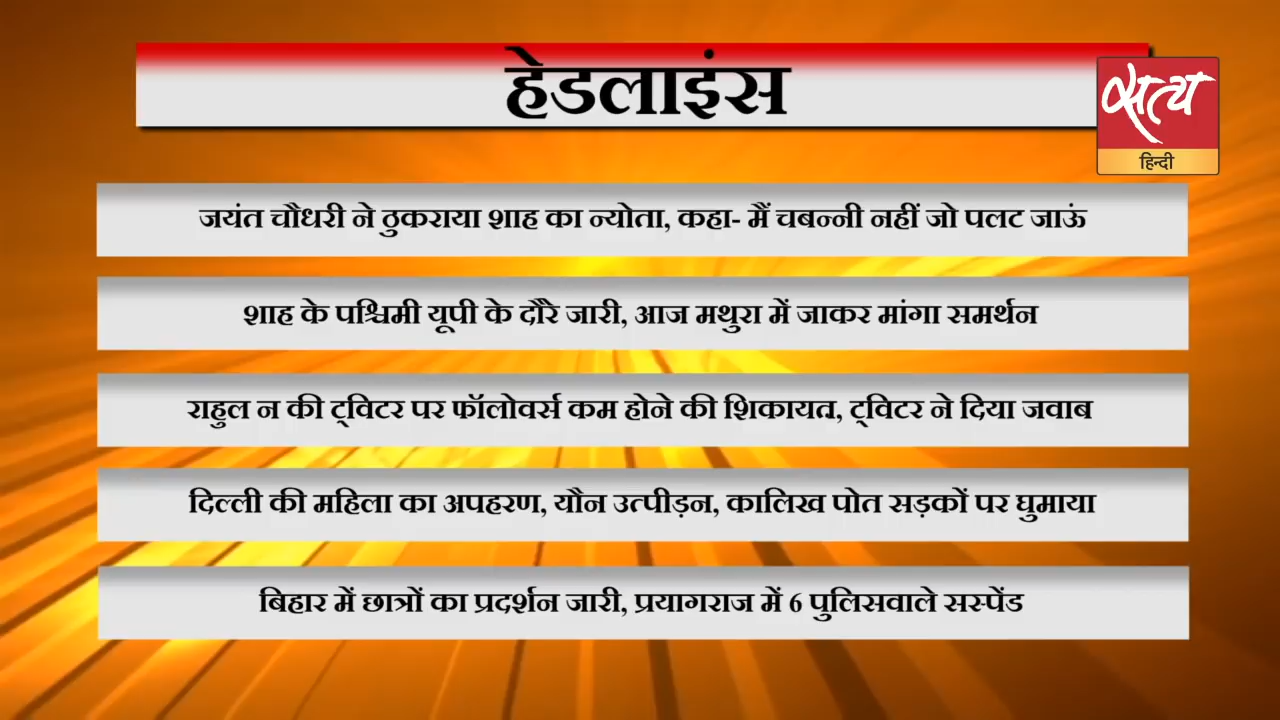 हेडलाइंस
सत्य
हिन्दी
जयंत चौधरी ने ठुकराया शाह का न्योता, कहा- मैं चबन्नी नहीं जो पलट जाऊं
शाह के पश्चिमी यूपी के दौरे जारी, आज मथुरा में जाकर मांगा समर्थन
राहुल न की ट्विटर पर फॉलोवर्स कम होने की शिकायत, ट्विटर ने दिया जवाब
दिल्ली की महिला का अपहरण, यौन उत्पीड़न, कालिख पोत सड़कों पर घुमाया
बिहार में छात्रों का प्रदर्शन जारी, प्रयागराज में 6 पुलिसवाले सस्पेंड